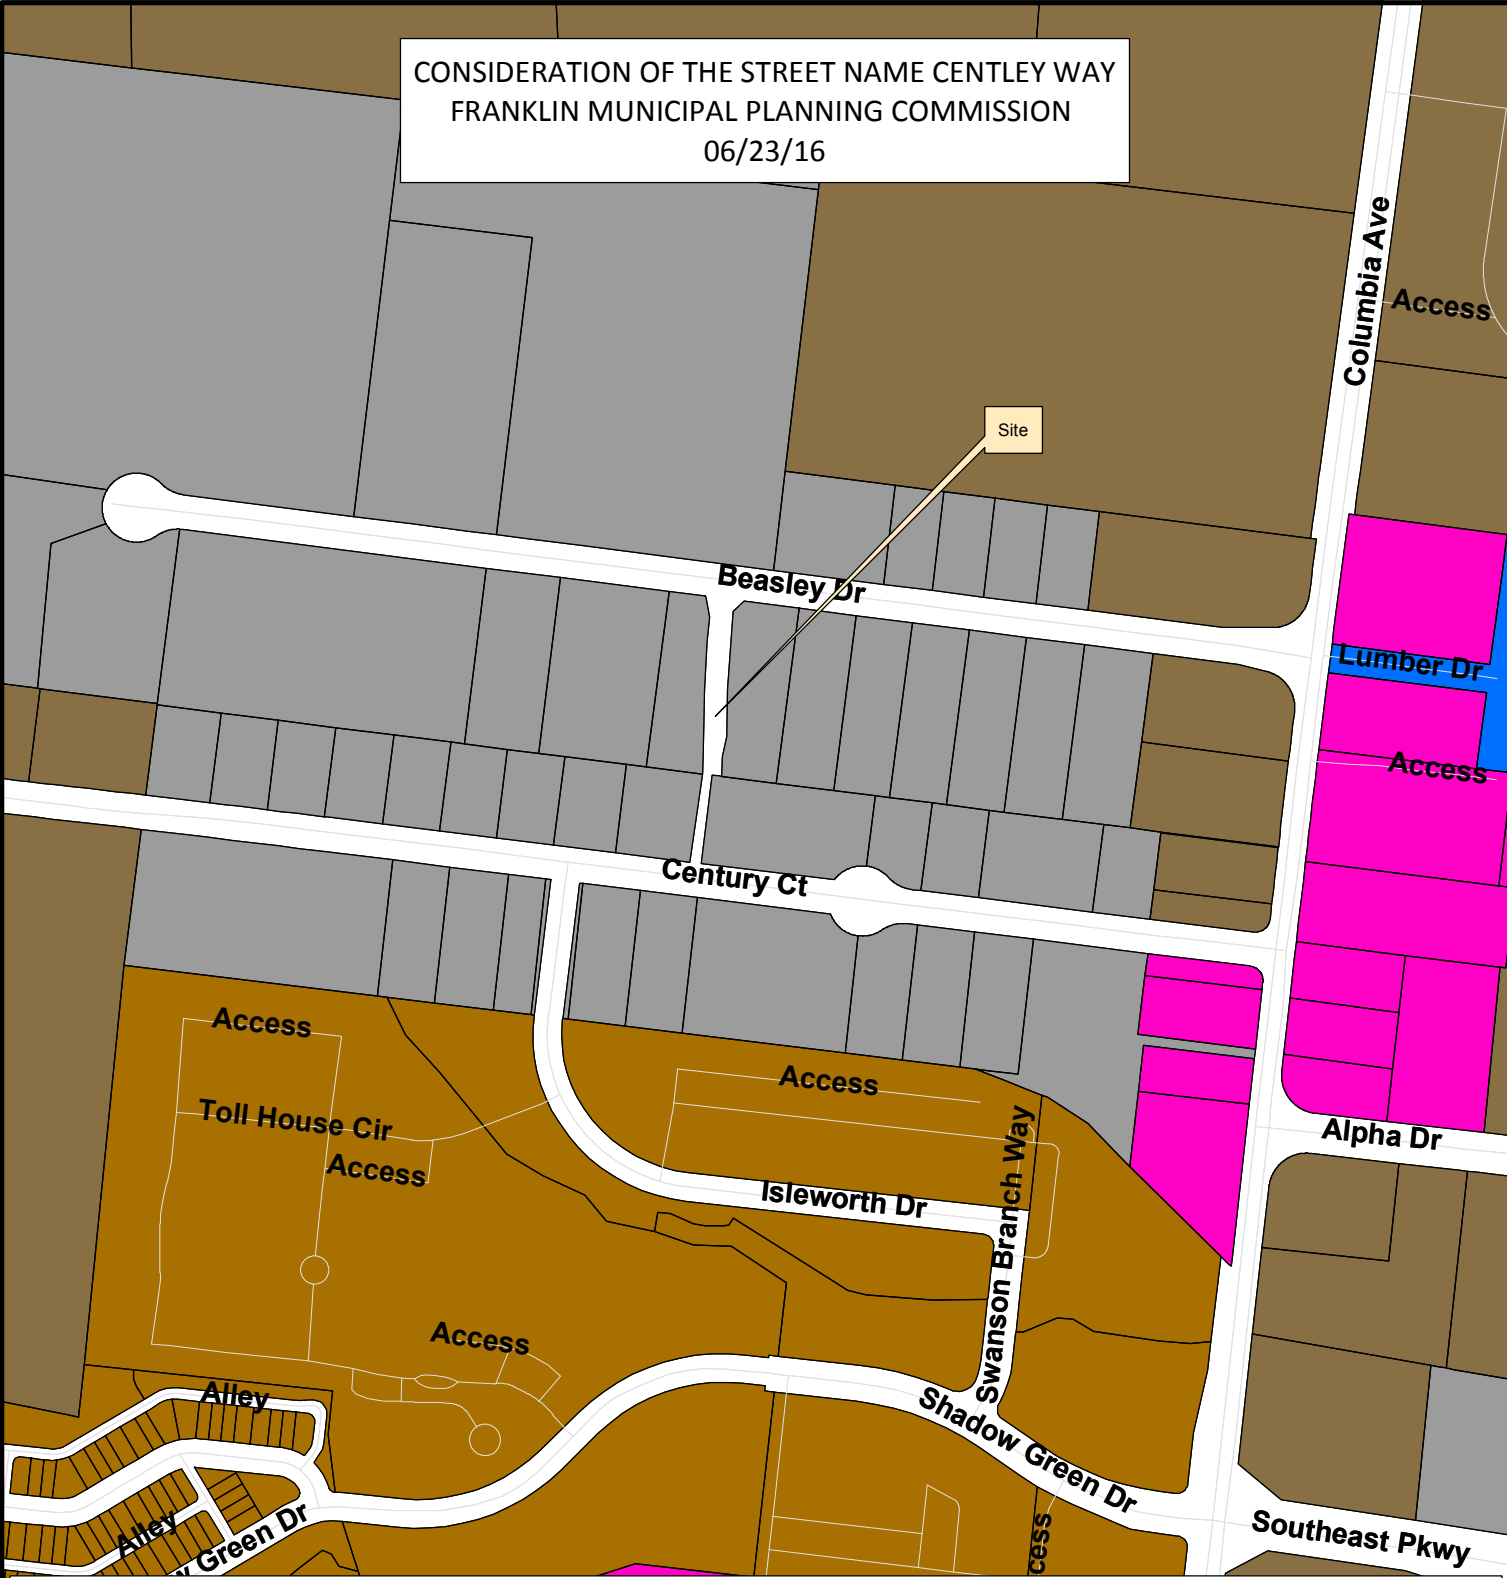 CONSIDERATION OF THE STREET NAME CENTLEY WAY
FRANKLIN MUNICIPAL PLANNING COMMISSION
06/23/16
Columbia Ave
Access
Site
Beasley Dr
Lumber Dr
Access
Century Ct
Access
Access
Toll House Cir
Access
Alpha Dr
Isleworth Dr
Swanson Branch Way
Access
Alley
Shadow Green Dr
Alley
w Green Dr
cess
Southeast Pkwy